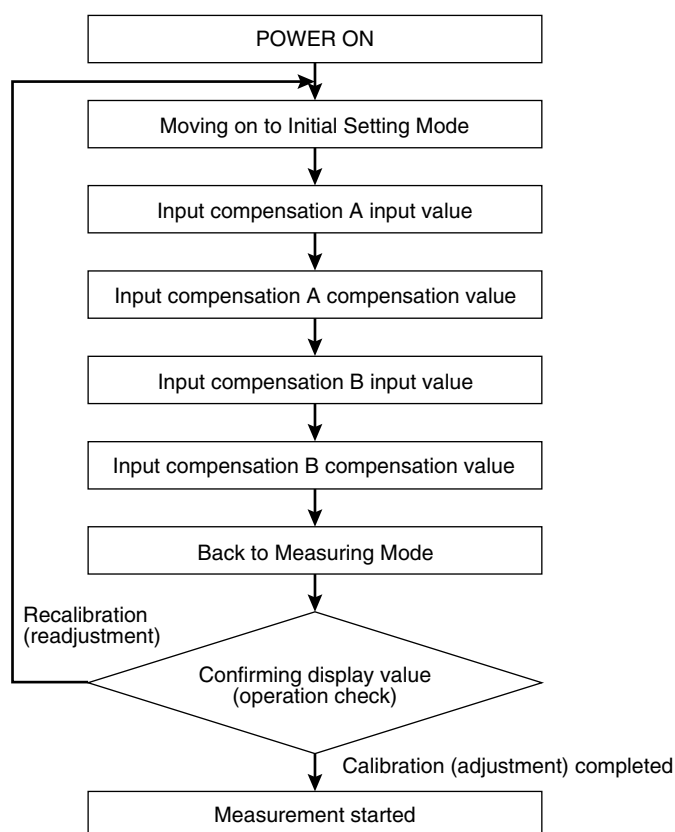 POWER ON
Moving on to Initial Setting Mode
Input compensation A input value
Input compensation A compensation value
Input compensation B input value
Input compensation B compensation value
Back to Measuring Mode
Recalibration
(readjustment)
Confirming display value
(operation check)
Calibration (adjustment) completed
Measurement started